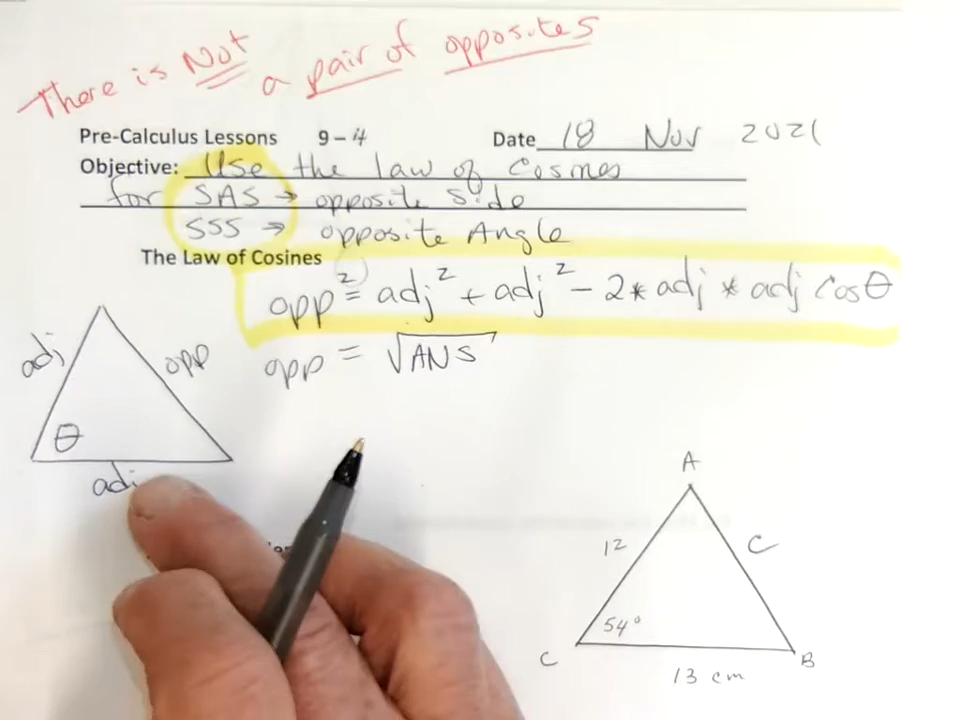 There is Not a pair of opposites
Pre-Calculus Lessons 9-4 Date 18 Nov 2021
Objective: Use the law of Cosines
for SAS → opposite Side
SSS → opposite Angle
The Law of Cosines
opp² = adj² + adj² - 2 * adj * adj Cosθ
opp = √ANS
adj
opp
θ
adj
A
12
C
54°
C
B
13 cm